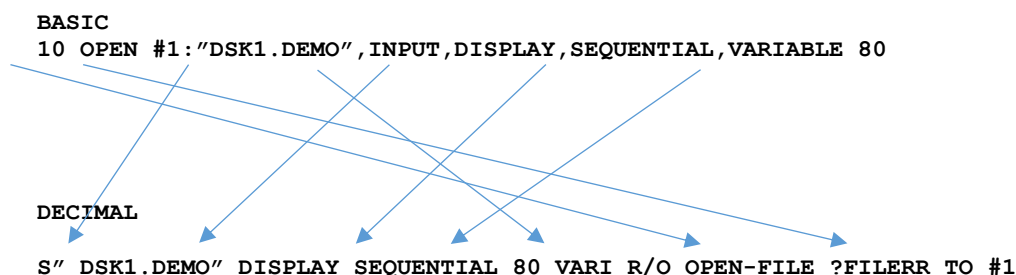 BASIC
10 OPEN #1:”DSK1.DEMO”,INPUT,DISPLAY,SEQUENTIAL,VARIABLE 80
DECIMAL
S” DSK1.DEMO” DISPLAY SEQUENTIAL 80 VARI R/O OPEN-FILE ?FILERR TO #1